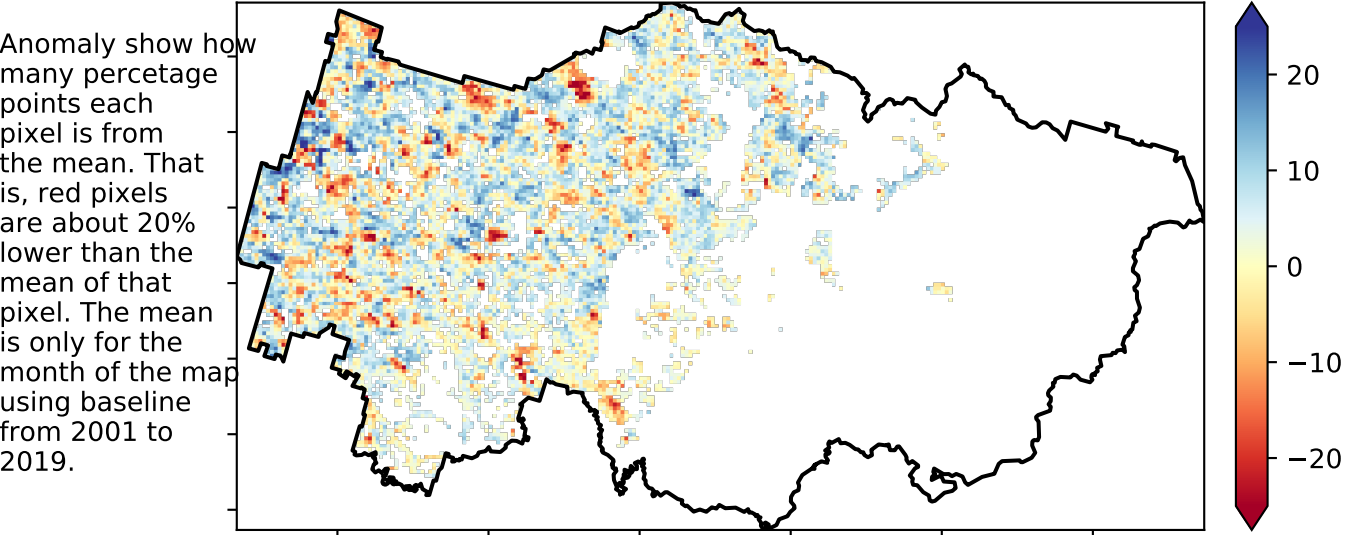 Anomaly show how
many percetage
points each
pixel is from
the mean. That
is, red pixels
are about 20%
lower than the
mean of that
pixel. The mean
is only for the
month of the map
using baseline
from 2001 to
2019.
20
10
0
−10
−20